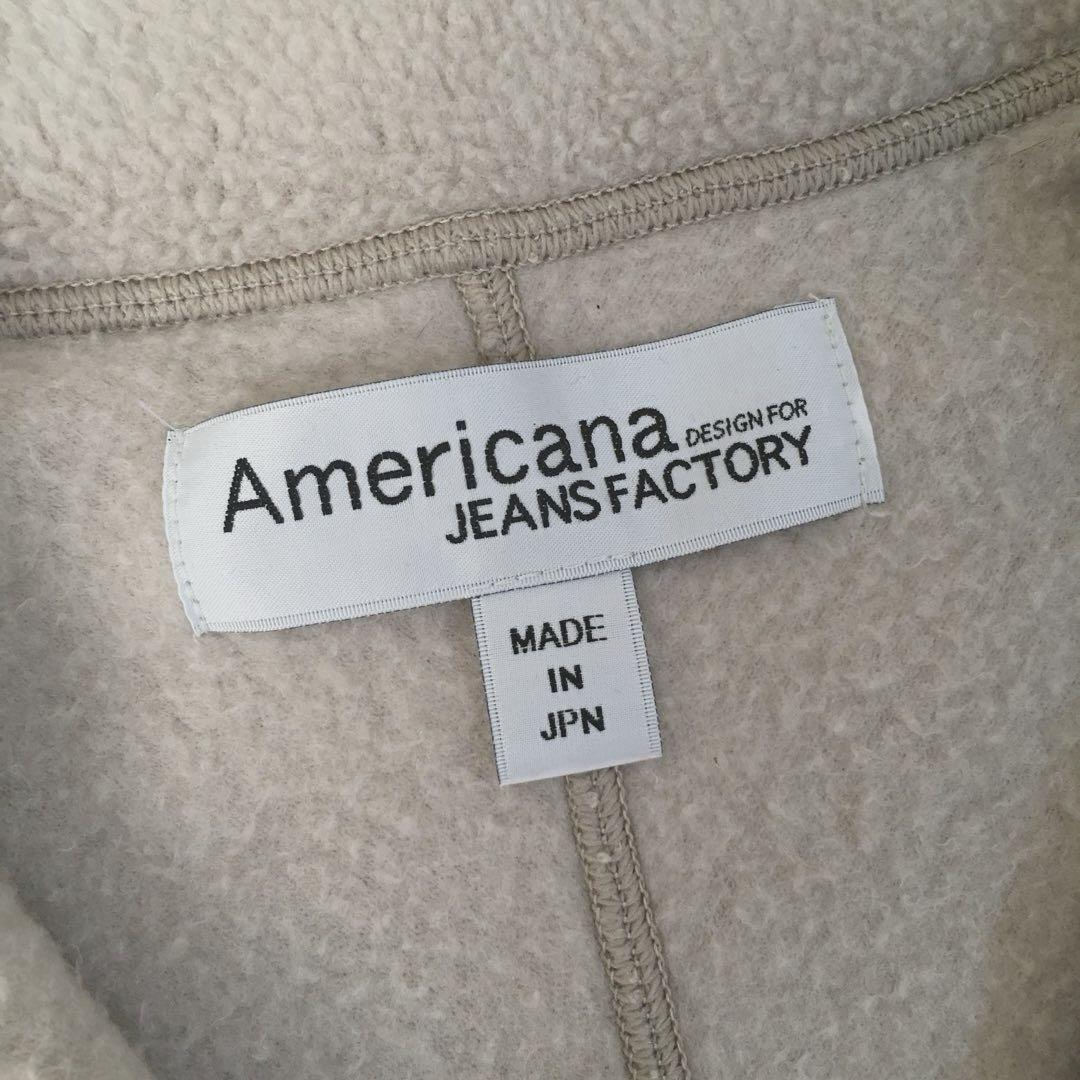 Americana DESIGN FOR
JEANS FACTORY
MADE
IN
JPN